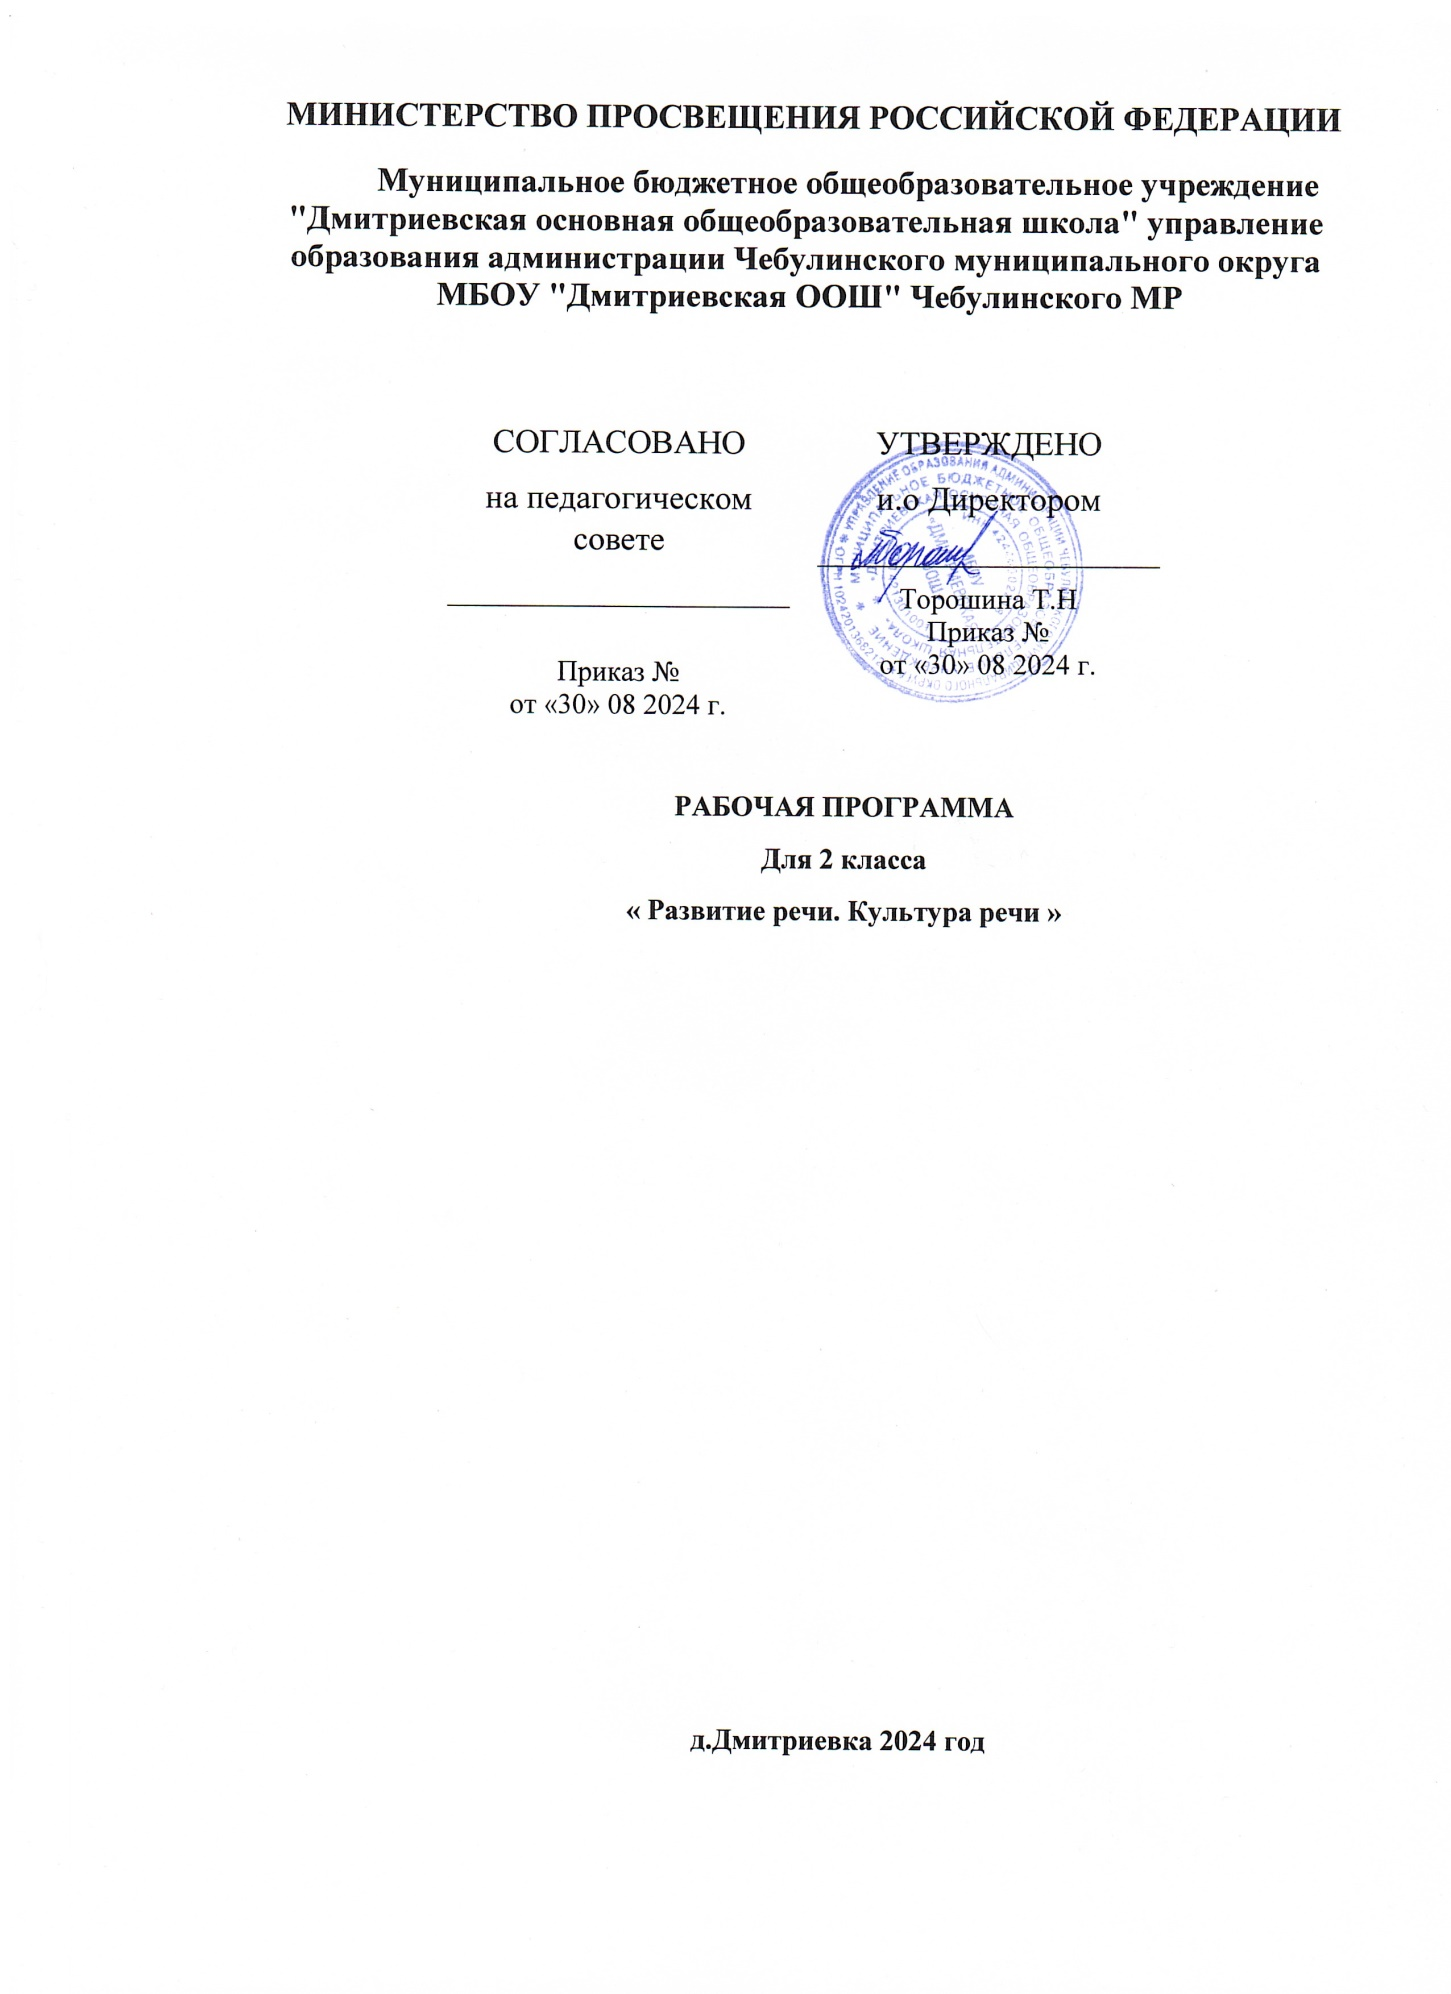 МИНИСТЕРСТВО ПРОСВЕЩЕНИЯ РОССИЙСКОЙ ФЕДЕРАЦИИ
Муниципальное бюджетное общеобразовательное учреждение
"Дмитриевская основная общеобразовательная школа" управление
образования администрации Чебулинского муниципального округа
МБОУ "Дмитриевская ООШ" Чебулинского МР
СОГЛАСОВАНО
на педагогическом
совете
Приказ №
от «30» 08 2024 г.
УТВЕРЖДЕНО
и.о Директором
Торошина Т.Н
Приказ №
от «30» 08 2024 г.
РАБОЧАЯ ПРОГРАММА
Для 2 класса
« Развитие речи. Культура речи »
д.Дмитриевка 2024 год